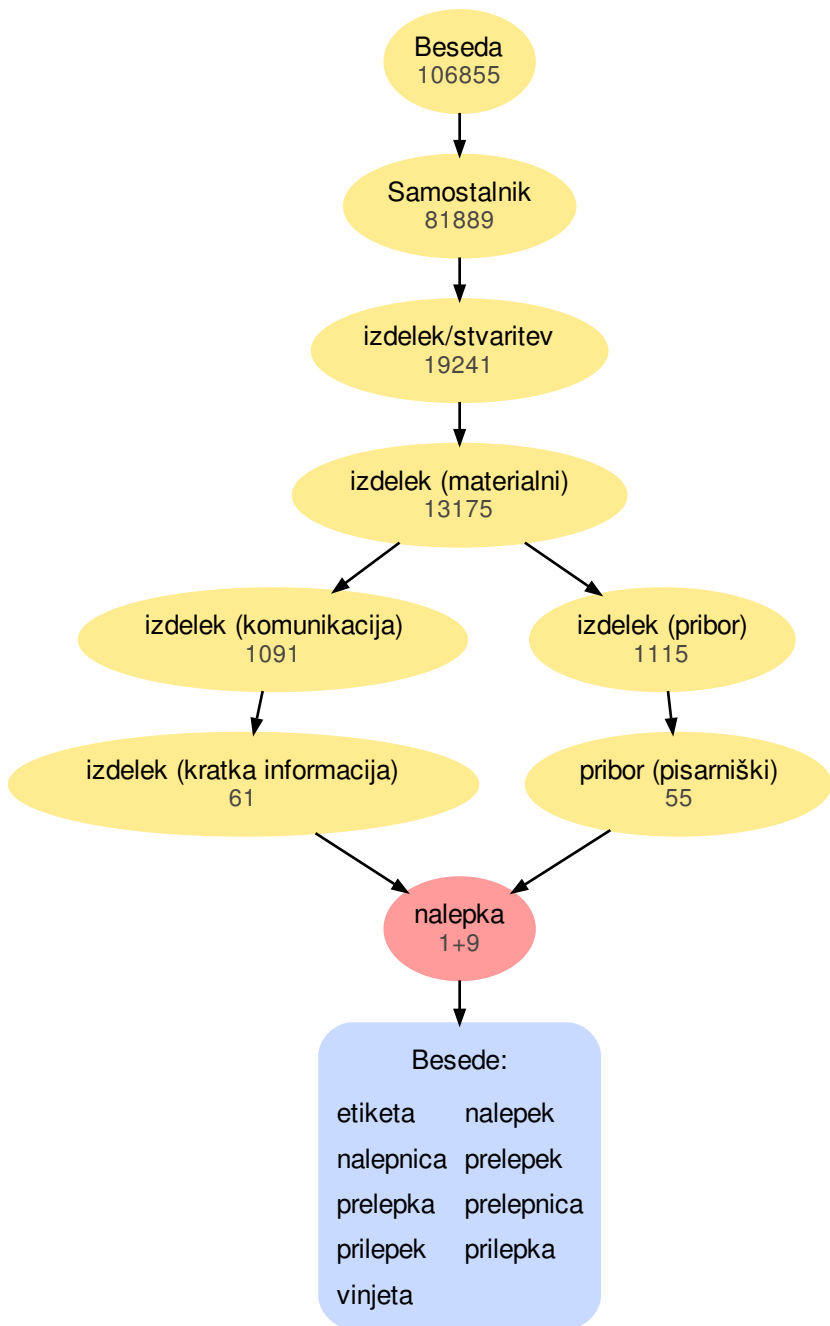 Beseda
106855
Samostalnik
81889
izdelek/stvaritev
19241
izdelek (materialni)
13175
izdelek (komunikacija)
1091
izdelek (pribor)
1115
izdelek (kratka informacija)
61
pribor (pisarniški)
55
nalepka
1+9
Besede:
etiketa nalepek
nalepnica prelepek
prelepka prelepnica
prilepek prilepka
vinjeta